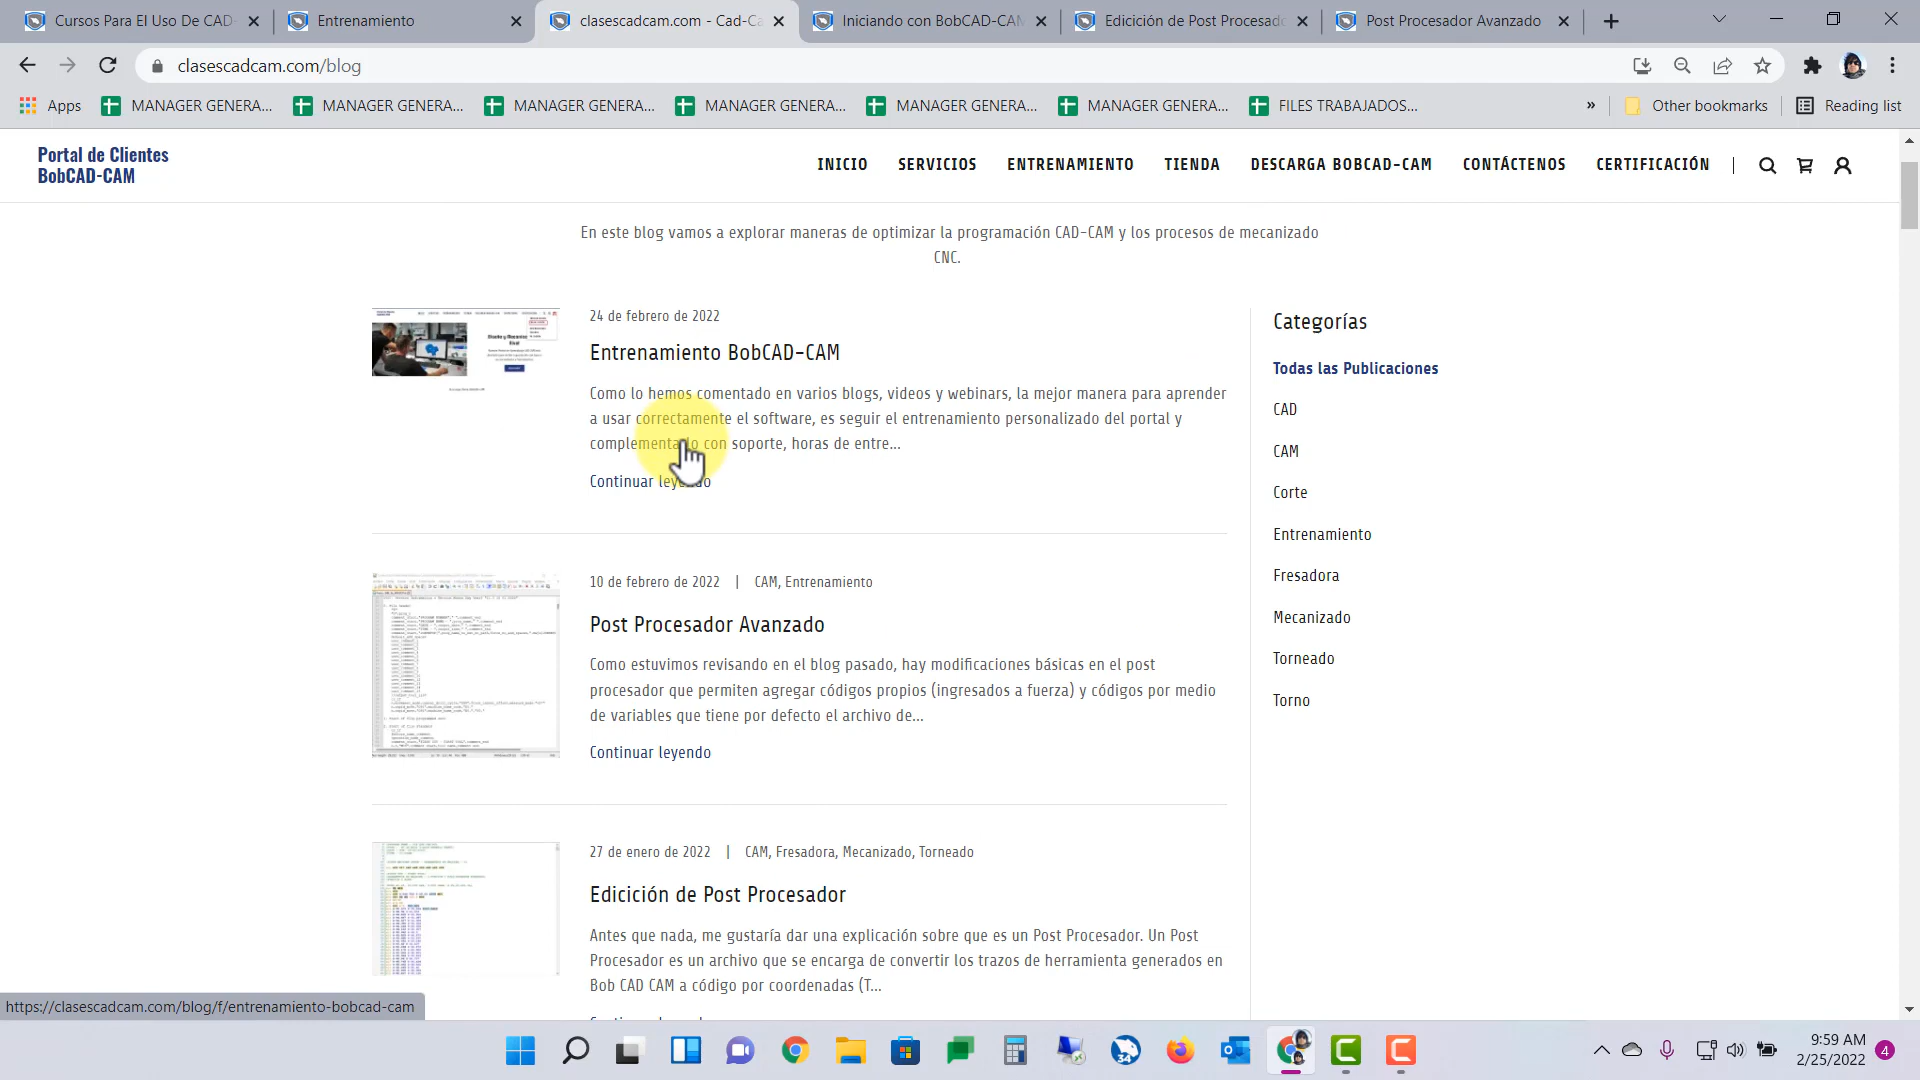 Cursos Para El Uso De CAD
Entrenamiento
clasescadcam.com - Cad-Ca
Iniciando con BobCAD-CAM
Edicición de Post Procesad
Post Procesador Avanzado
clasescadcam.com/blog
Apps
MANAGER GENERA...
MANAGER GENERA...
MANAGER GENERA...
MANAGER GENERA...
MANAGER GENERA...
MANAGER GENERA...
FILES TRABAJADOS...
»
Other bookmarks
Reading list
Portal de Clientes
BobCAD-CAM
INICIO
SERVICIOS
ENTRENAMIENTO
TIENDA
DESCARGA BOBCAD-CAM
CONTÁCTENOS
CERTIFICACIÓN
En este blog vamos a explorar maneras de optimizar la programación CAD-CAM y los procesos de mecanizado
CNC.
24 de febrero de 2022
Entrenamiento BobCAD-CAM
Como lo hemos comentado en varios blogs, videos y webinars, la mejor manera para aprender
a usar correctamente el software, es seguir el entrenamiento personalizado del portal y
complementado con soporte, horas de entre...
Continuar leyendo
10 de febrero de 2022 | CAM, Entrenamiento
Post Procesador Avanzado
Como estuvimos revisando en el blog pasado, hay modificaciones básicas en el post
procesador que permiten agregar códigos propios (ingresados a fuerza) y códigos por medio
de variables que tiene por defecto el archivo de...
Continuar leyendo
27 de enero de 2022 | CAM, Fresadora, Mecanizado, Torneado
Edicición de Post Procesador
Antes que nada, me gustaría dar una explicación sobre que es un Post Procesador. Un Post
Procesador es un archivo que se encarga de convertir los trazos de herramienta generados en
Bob CAD CAM a código por coordenadas (T...
Categorías
Todas las Publicaciones
CAD
CAM
Corte
Entrenamiento
Fresadora
Mecanizado
Torneado
Torno
https://clasescadcam.com/blog/f/entrenamiento-bobcad-cam
34
9:59 AM
2/25/2022
4